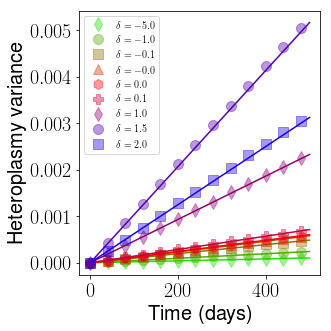 Heteroplasmy variance
0.005
0.004
0.003
0.002
0.001
0.000
δ = −5.0
δ = −1.0
δ = −0.1
δ = −0.0
δ = 0.0
δ = 0.1
δ = 1.0
δ = 1.5
δ = 2.0
0 200 400
Time (days)